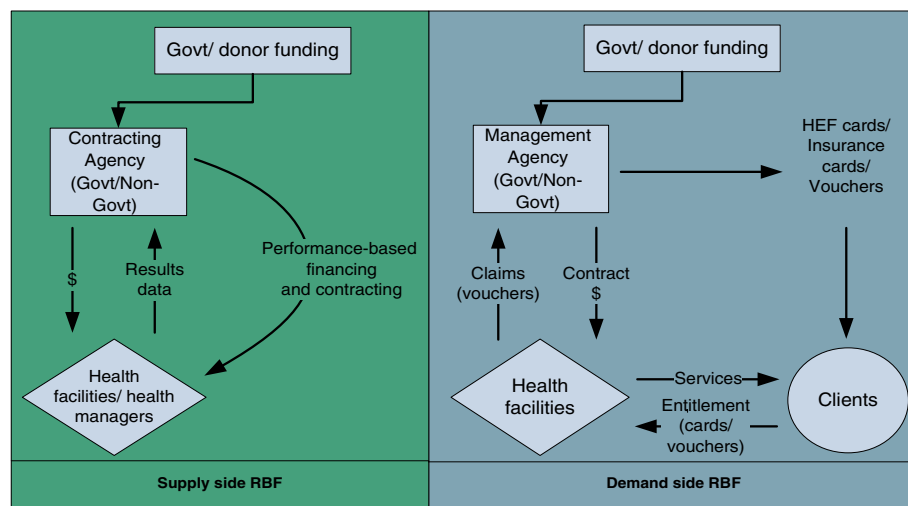 Govt/ donor funding
Contracting
Agency
(Govt/Non-
Govt)
$
Results
data
Performance-based
financing
and contracting
Health
facilities/ health
managers
Supply side RBF
Govt/ donor funding
Management
Agency
(Govt/Non-
Govt)
HEF cards/
Insurance
cards/
Vouchers
Claims
(vouchers)
Contract
$
Health
facilities
Services
Entitlement
(cards/
vouchers)
Clients
Demand side RBF